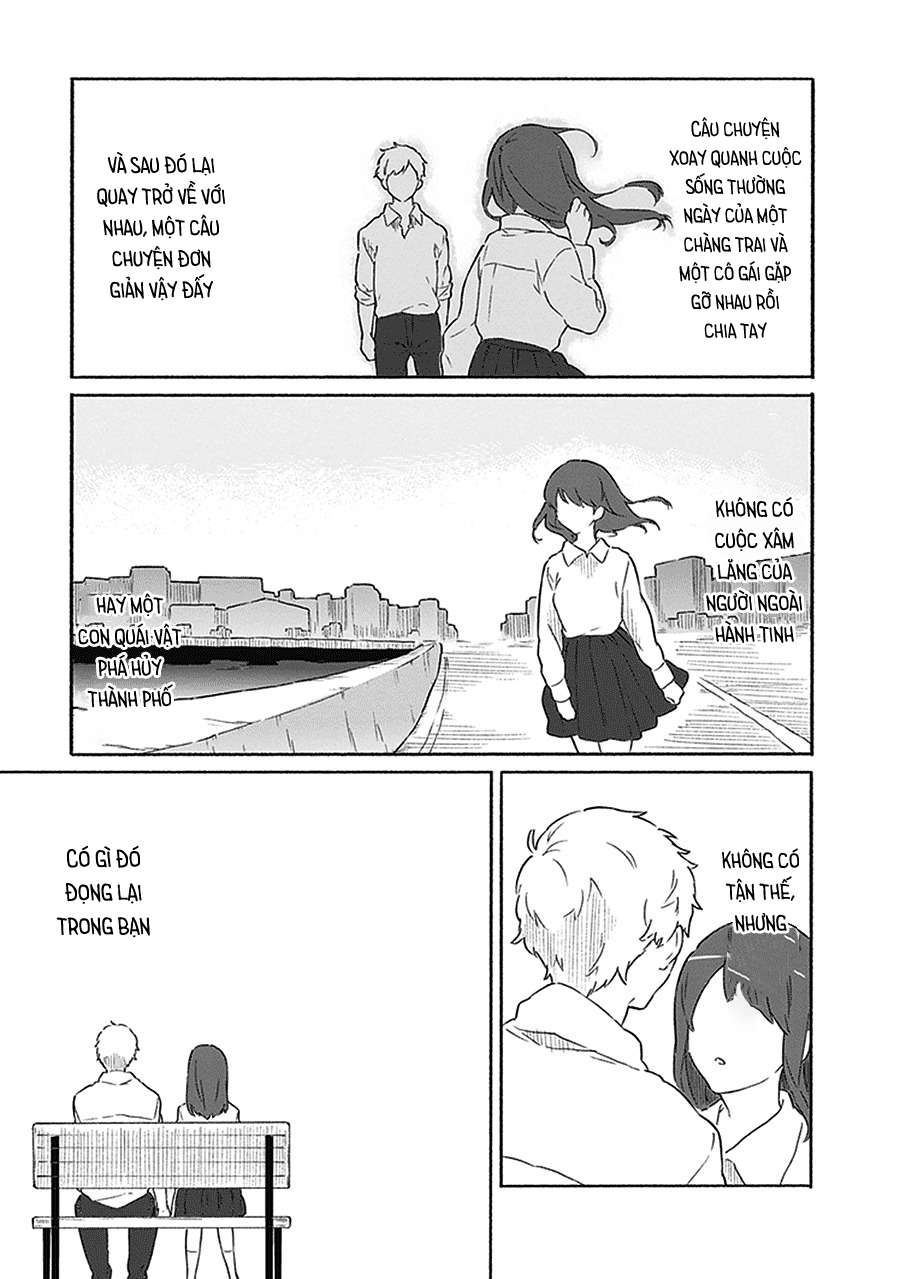 CÂU CHUYỆN
XOAY QUANH CUỘC
SỐNG THƯỜNG
NGÀY CỦA MỘT
CHÀNG TRAI VÀ
MỘT CÔ GÁI GẶP
GỠ NHAU RỒI
CHIA TAY
VÀ SAU ĐÓ LẠI
QUAY TRỞ VỀ VỚI
NHAU, MỘT CÂU
CHUYỆN ĐƠN
GIẢN VẬY ĐẤY
KHÔNG CÓ
CUỘC XÂM
LĂNG CỦA
NGƯỜI NGOÀI
HÀNH TINH
HAY MỘT
CON QUÁI VẬT
PHÁ HỦY
THÀNH PHỐ
KHÔNG CÓ
TẬN THẾ,
NHƯNG
CÓ GÌ ĐÓ
ĐỌNG LẠI
TRONG BẠN